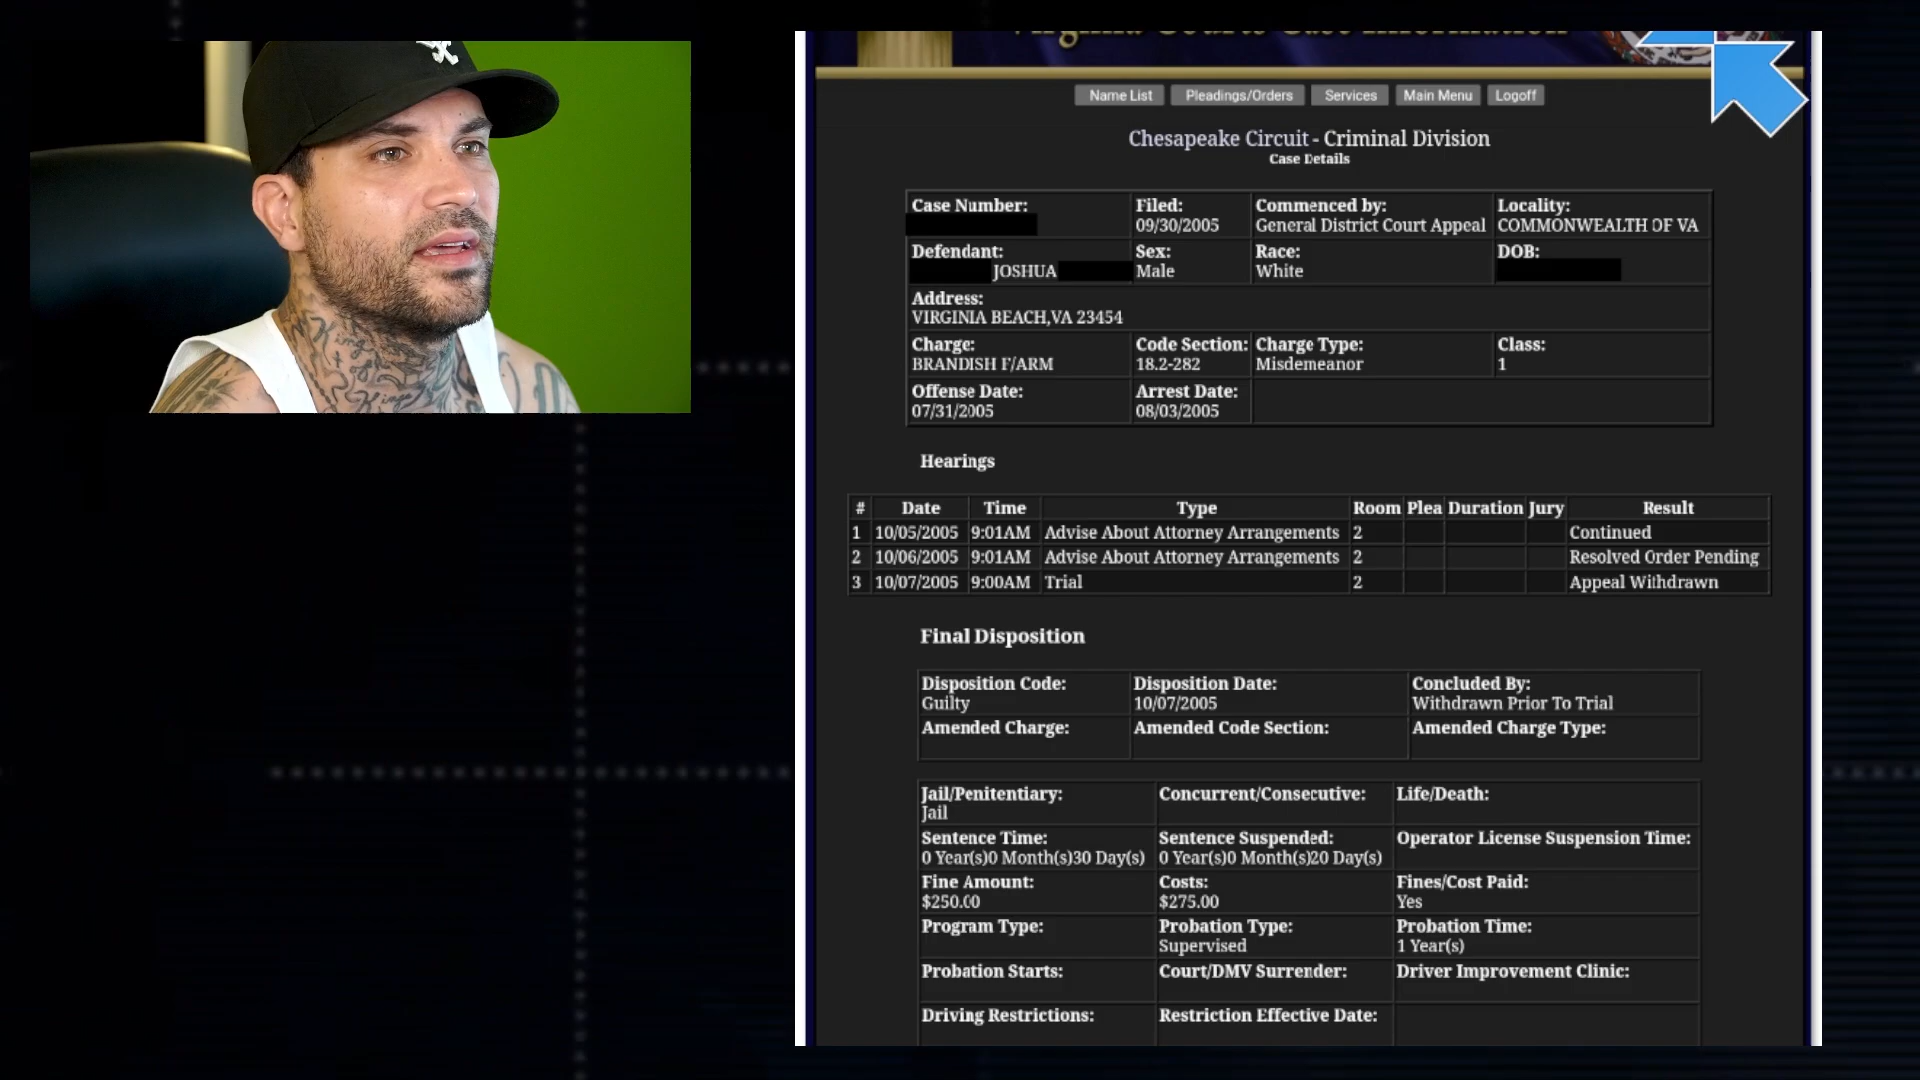 Virginia Courts Case Information
Name List Pleadings/Orders Services Main Menu Logoff
Chesapeake Circuit - Criminal Division
Case Details
Case Number: Filed: Commenced by: Locality:
09/30/2005 General District Court Appeal COMMONWEALTH OF VA
Defendant: Sex: Race: DOB:
JOSHUA Male White
Address:
VIRGINIA BEACH,VA 23454
Charge: Code Section: Charge Type: Class:
BRANDISH F/ARM 18.2-282 Misdemeanor 1
Offense Date: Arrest Date:
07/31/2005 08/03/2005
Hearings
# Date Time Type Room Plea Duration Jury Result
1 10/05/2005 9:01AM Advise About Attorney Arrangements 2 Continued
2 10/06/2005 9:01AM Advise About Attorney Arrangements 2 Resolved Order Pending
3 10/07/2005 9:00AM Trial 2 Appeal Withdrawn
Final Disposition
Disposition Code: Disposition Date: Concluded By:
Guilty 10/07/2005 Withdrawn Prior To Trial
Amended Charge: Amended Code Section: Amended Charge Type:
Jail/Penitentiary: Concurrent/Consecutive: Life/Death:
Jail
Sentence Time: Sentence Suspended: Operator License Suspension Time:
0 Year(s)0 Month(s)30 Day(s) 0 Year(s)0 Month(s)20 Day(s)
Fine Amount: Costs: Fines/Cost Paid:
$250.00 $275.00 Yes
Program Type: Probation Type: Probation Time:
Supervised 1 Year(s)
Probation Starts: Court/DMV Surrender: Driver Improvement Clinic:
Driving Restrictions: Restriction Effective Date: